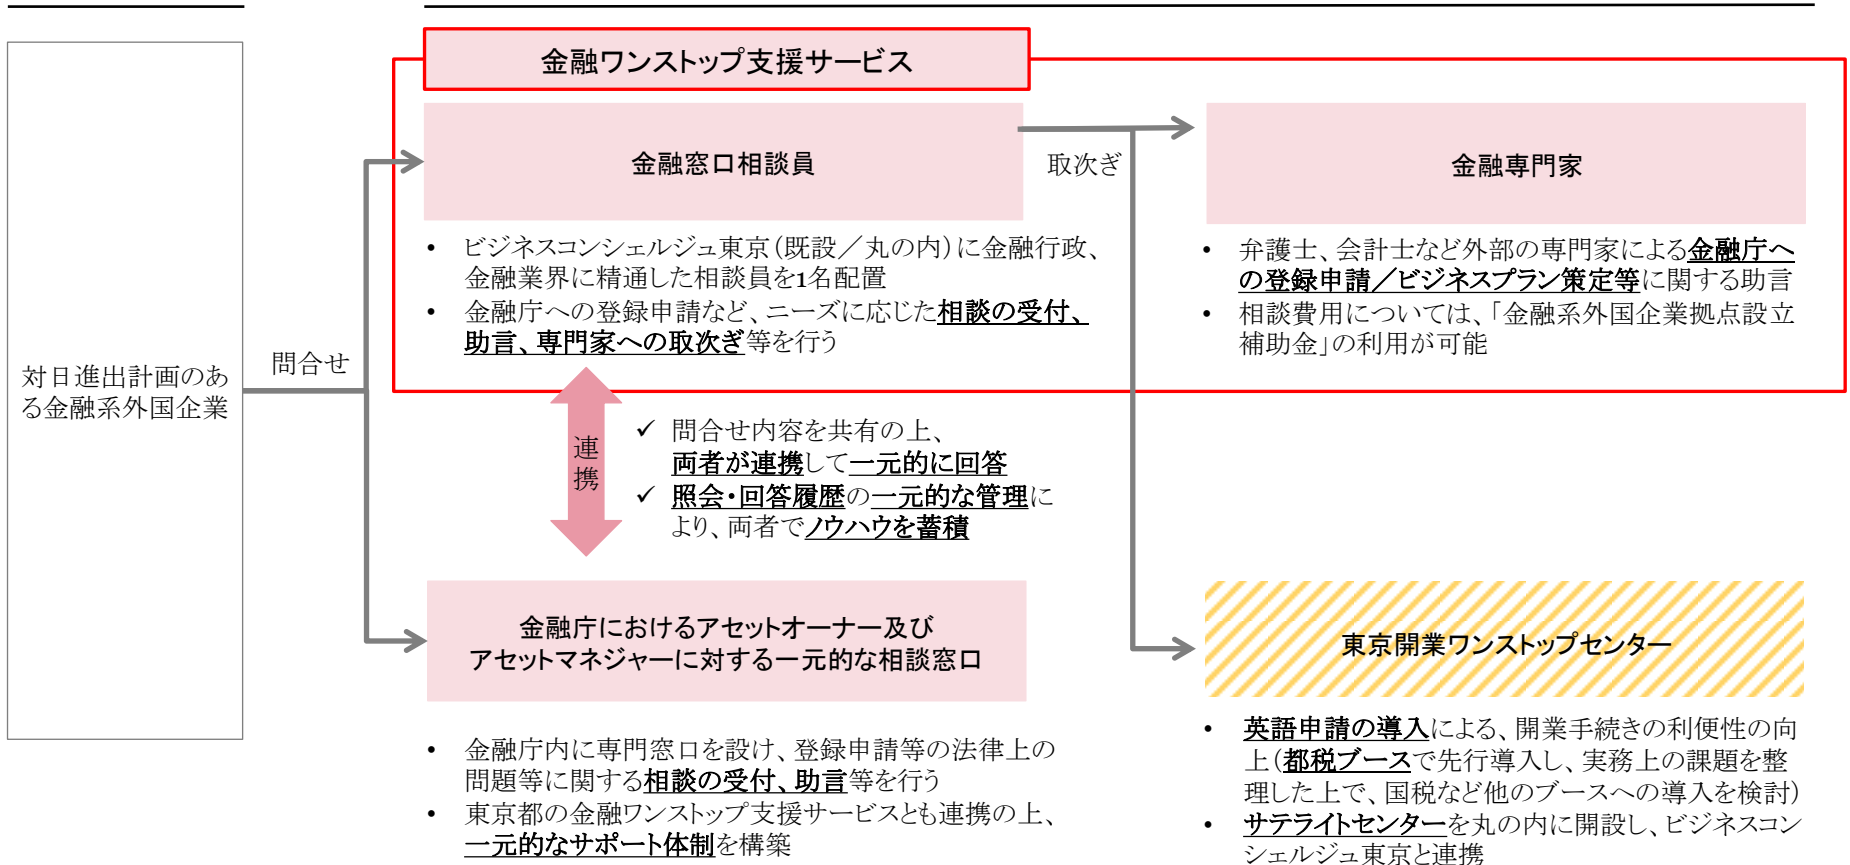 金融ワンストップ支援サービス
金融窓口相談員
取次ぎ
金融専門家
• ビジネスコンシェルジュ東京(既設／丸の内)に金融行政、
金融業界に精通した相談員を1名配置
• 金融庁への登録申請など、ニーズに応じた相談の受付、
助言、専門家への取次ぎ等を行う
• 弁護士、会計士など外部の専門家による金融庁へ
の登録申請／ビジネスプラン策定等に関する助言
• 相談費用については、「金融系外国企業拠点設立
補助金」の利用が可能
対日進出計画のあ
る金融系外国企業
問合せ
連
携
✓ 問合せ内容を共有の上、
両者が連携して一元的に回答
✓ 照会・回答履歴の一元的な管理に
より、両者でノウハウを蓄積
金融庁におけるアセットオーナー及び
アセットマネジャーに対する一元的な相談窓口
東京開業ワンストップセンター
• 金融庁内に専門窓口を設け、登録申請等の法律上の
問題等に関する相談の受付、助言等を行う
• 東京都の金融ワンストップ支援サービスとも連携の上、
一元的なサポート体制を構築
• 英語申請の導入による、開業手続きの利便性の向
上(都税ブースで先行導入し、実務上の課題を整
理した上で、国税など他のブースへの導入を検討)
• サテライトセンターを丸の内に開設し、ビジネスコン
シェルジュ東京と連携